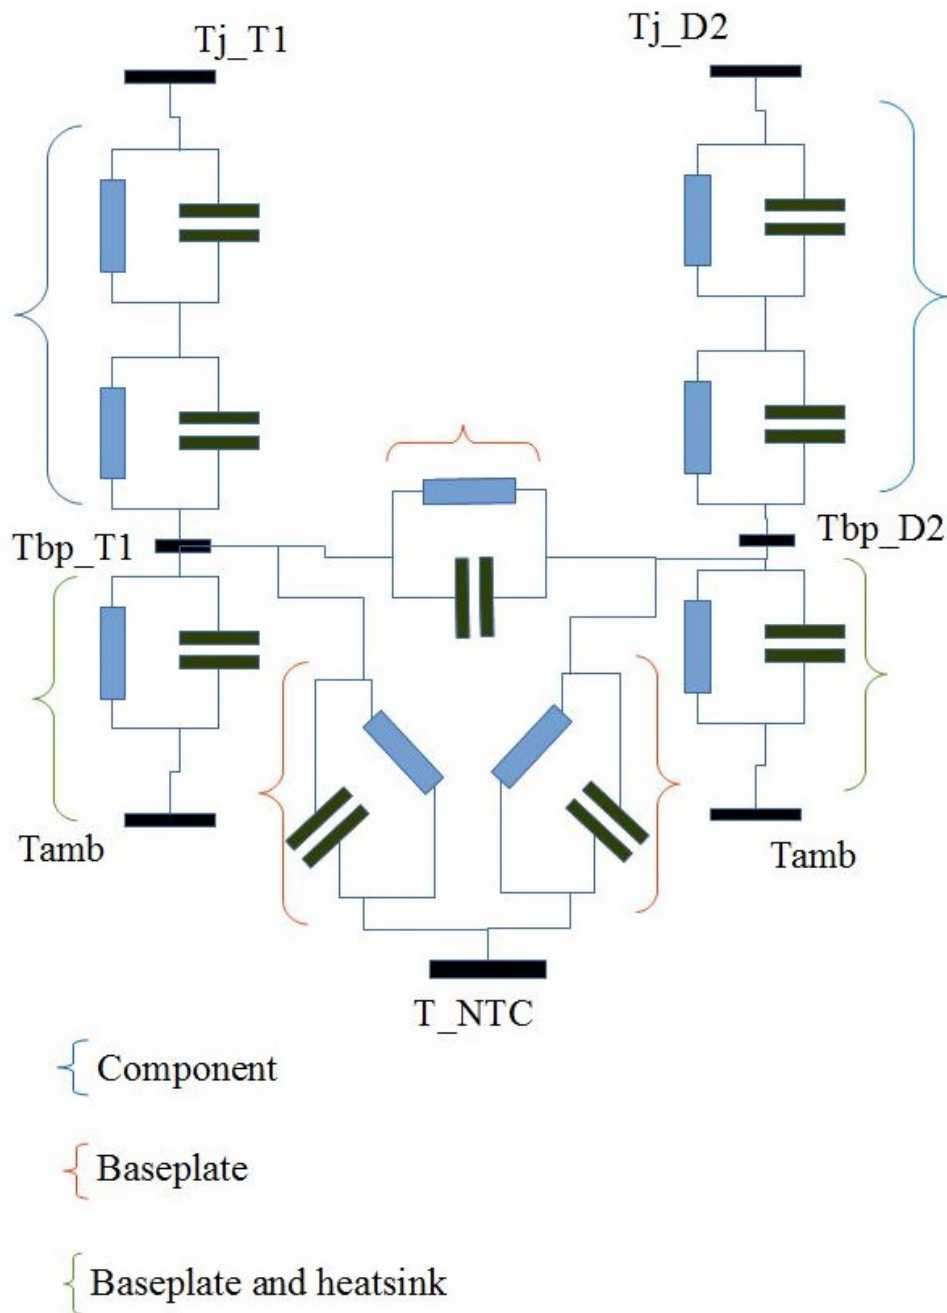 Tj_T1
Tj_D2
Tbp_T1
Tbp_D2
Tamb
Tamb
T_NTC
Component
Baseplate
Baseplate and heatsink